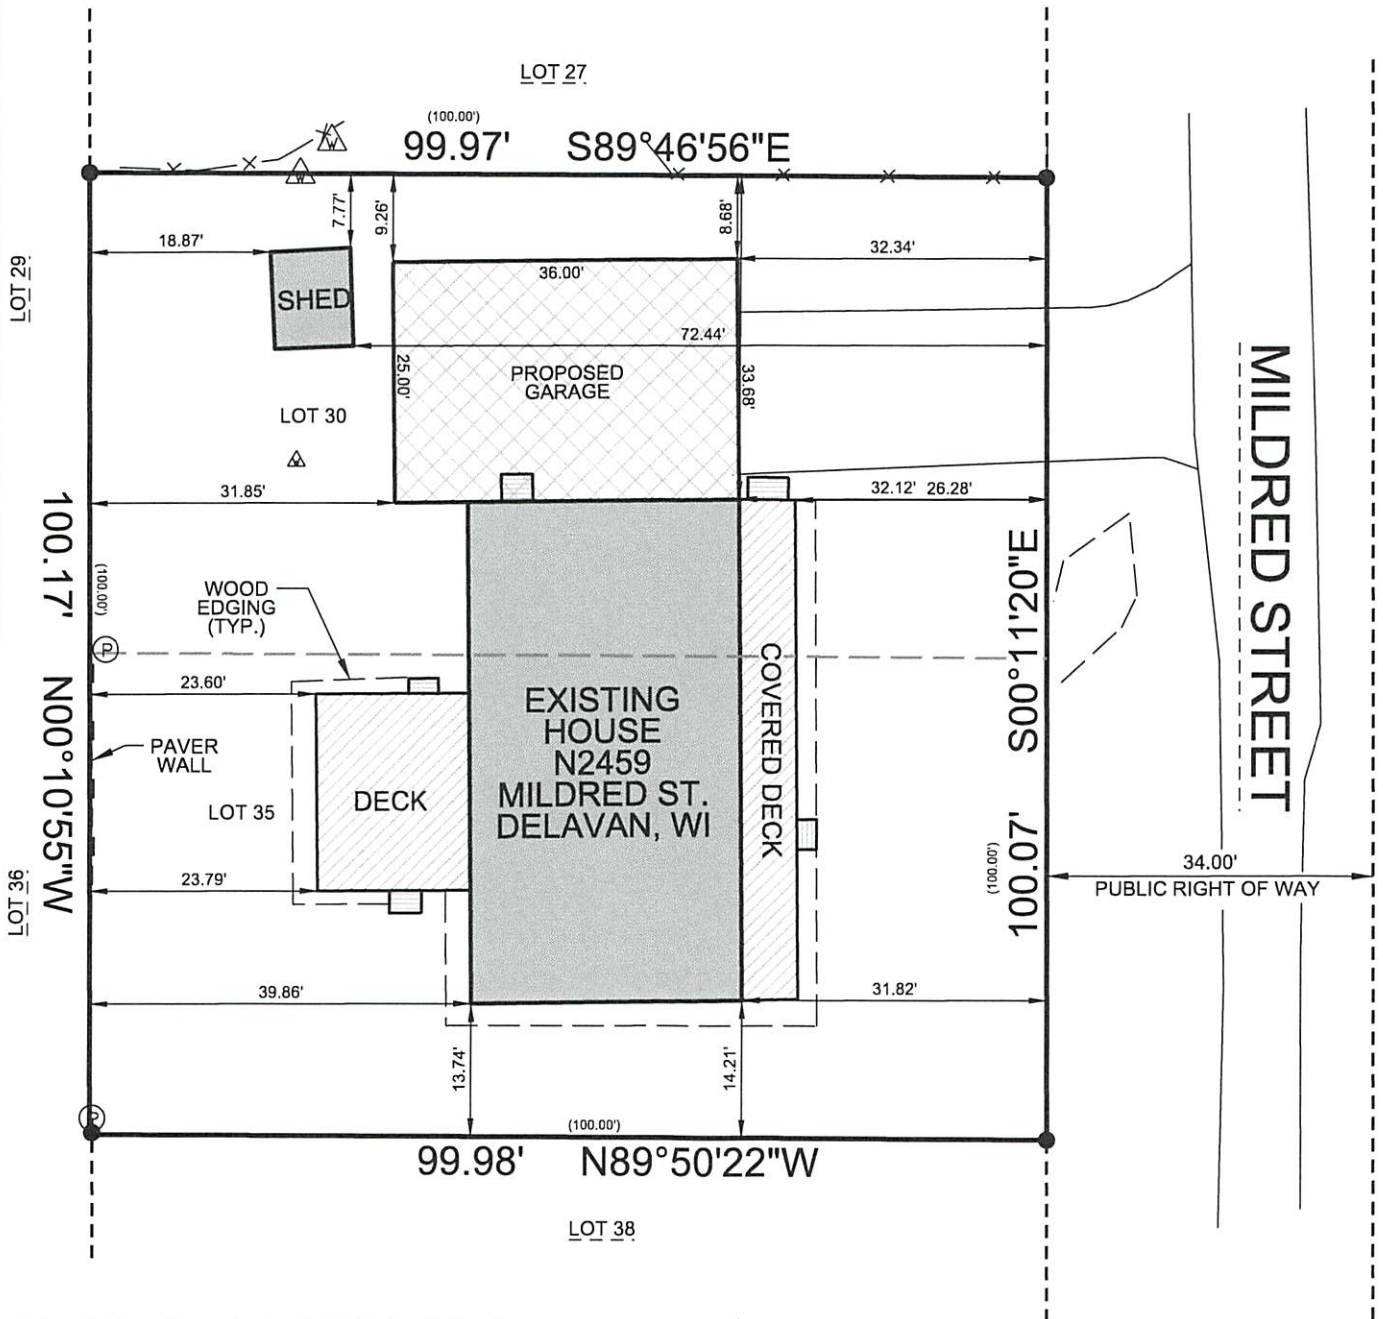 LOT 27
(100.00')
99.97' S89°46'56"E
7.77'
9.26'
8.68'
18.87'
32.34'
LOT 29
36.00'
SHED
72.44'
25.00'
PROPOSED
GARAGE
33.68'
LOT 30
MILDRED STREET
31.85'
32.12' 26.28'
100.17' N00°10'55"W
(100.00')
WOOD
EDGING
(TYP.)
P
S00°11'20"E
100.07'
(100.00')
23.60'
EXISTING
HOUSE
N2459
MILDRED ST.
DELAVAN, WI
COVERED DECK
PAVER
WALL
DECK
LOT 35
34.00'
PUBLIC RIGHT OF WAY
23.79'
LOT 36
39.86'
31.82'
13.74'
14.21'
P
(100.00')
99.98' N89°50'22"W
LOT 38